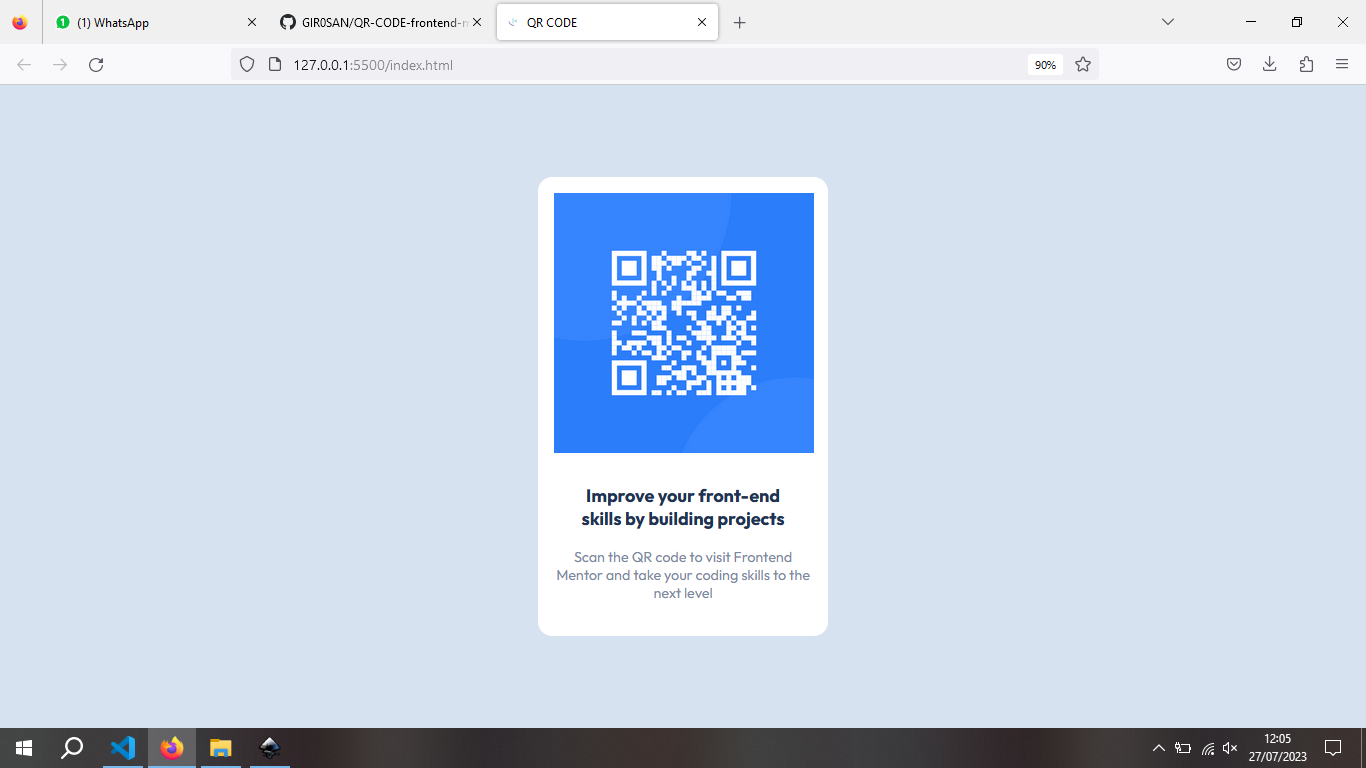 (1) WhatsApp
GIR0SAN/QR-CODE-frontend-
QR CODE
127.0.0.1:5500/index.html
90%
Improve your front-end
skills by building projects
Scan the QR code to visit Frontend
Mentor and take your coding skills to the
next level
12:05
27/07/2023